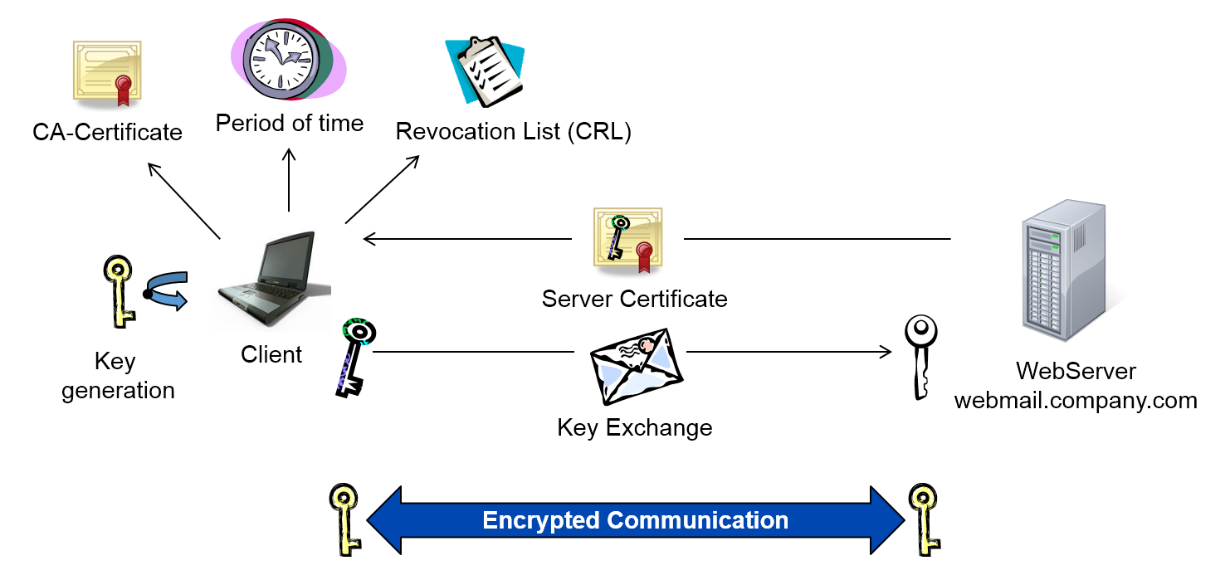 CA-Certificate
Period of time
Revocation List (CRL)
Server Certificate
Key
generation
Client
WebServer
webmail.company.com
Key Exchange
Encrypted Communication